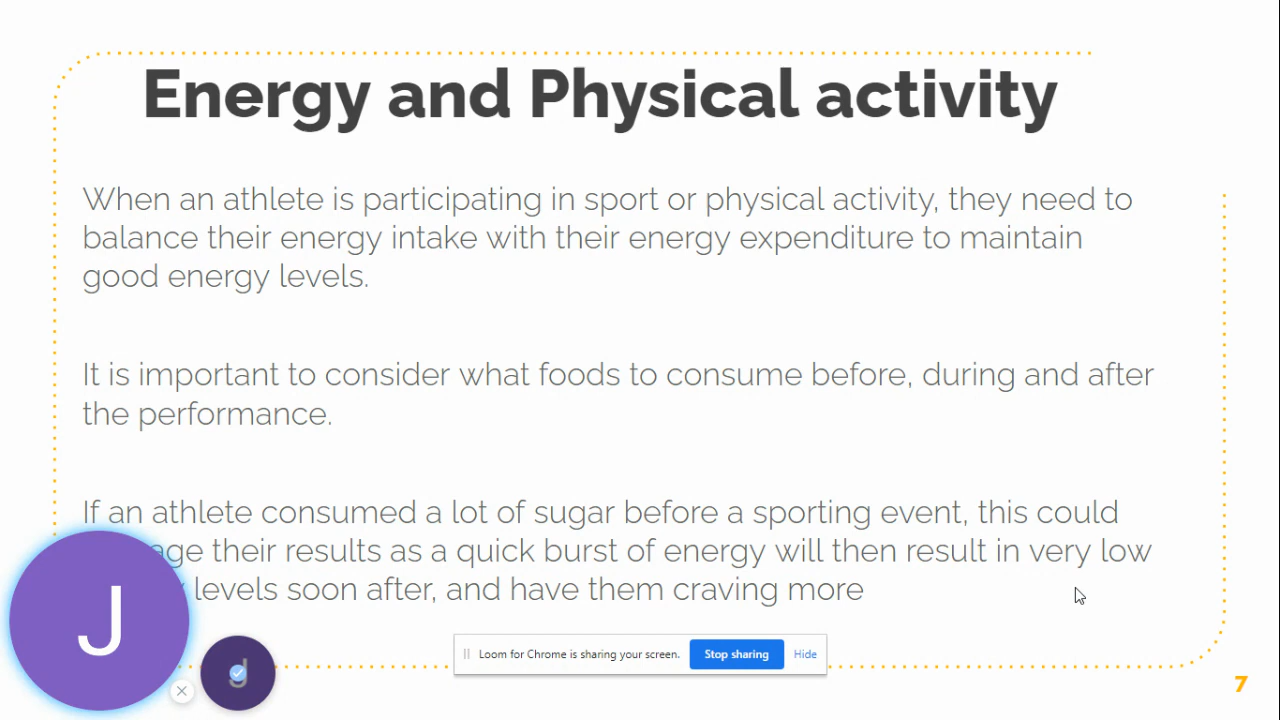 Energy and Physical activity
When an athlete is participating in sport or physical activity, they need to
balance their energy intake with their energy expenditure to maintain
good energy levels.
It is important to consider what foods to consume before, during and after
the performance.
If an athlete consumed a lot of sugar before a sporting event, this could
their results as a quick burst of energy will then result in very low
levels soon after, and have them craving more
J
Loom for Chrome is sharing your screen. Stop sharing Hide
7